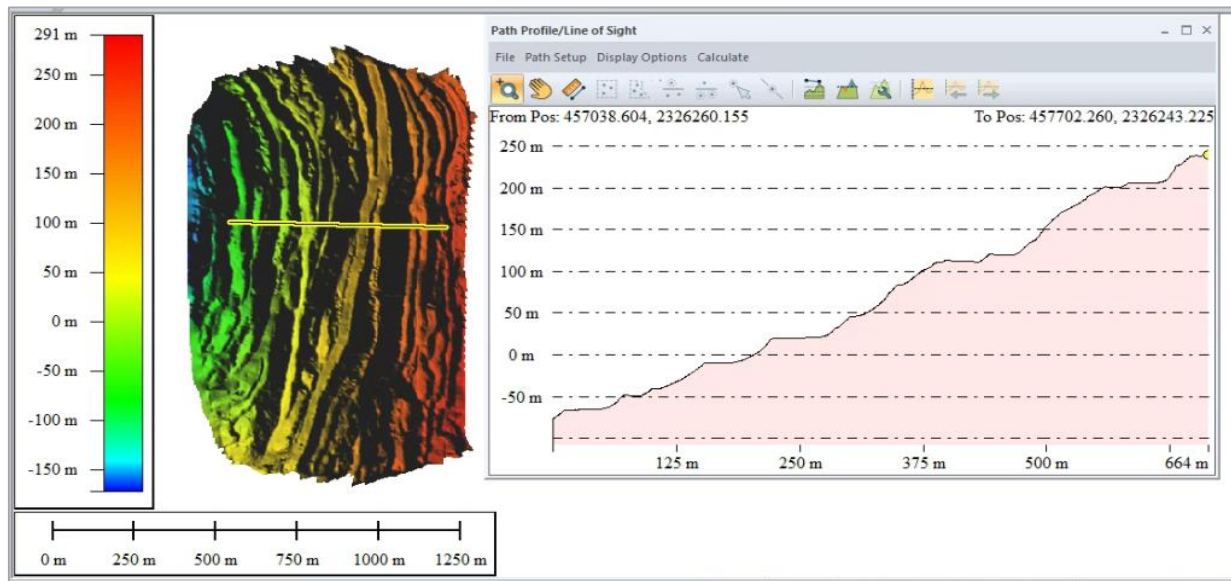 291 m
250 m
200 m
150 m
100 m
50 m
0 m
-50 m
-100 m
-150 m
0 m 250 m 500 m 750 m 1000 m 1250 m
Path Profile/Line of Sight
File Path Setup Display Options Calculate
From Pos: 457038.604, 2326260.155 To Pos: 457702.260, 2326243.225
250 m
200 m
150 m
100 m
50 m
0 m
-50 m
125 m 250 m 375 m 500 m 664 m